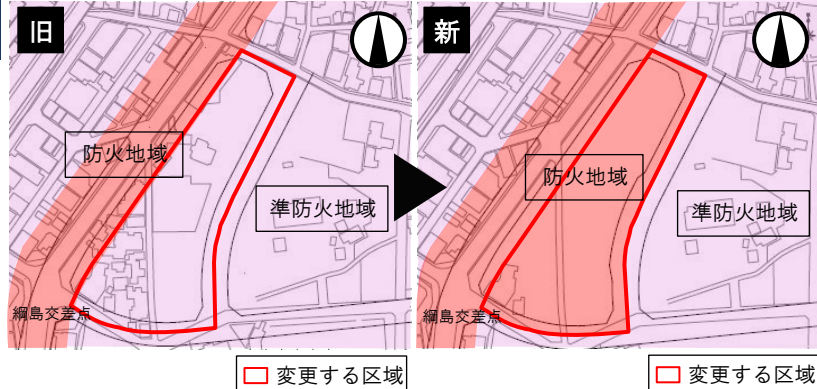 旧
防火地域
準防火地域
綱島交差点
変更する区域
新
防火地域
準防火地域
綱島交差点
変更する区域